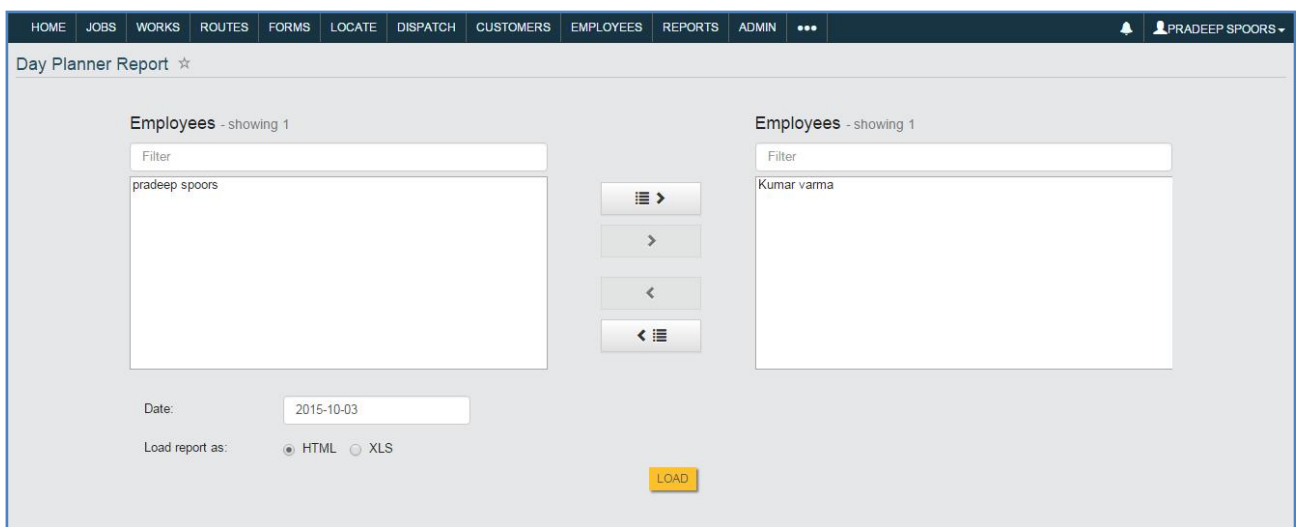 HOME JOBS WORKS ROUTES FORMS LOCATE DISPATCH CUSTOMERS EMPLOYEES REPORTS ADMIN ••• PRADEEP SPOORS
Day Planner Report
Employees - showing 1
Filter
pradeep spoors
Employees - showing 1
Filter
Kumar varma
Date: 2015-10-03
Load report as: HTML XLS
LOAD